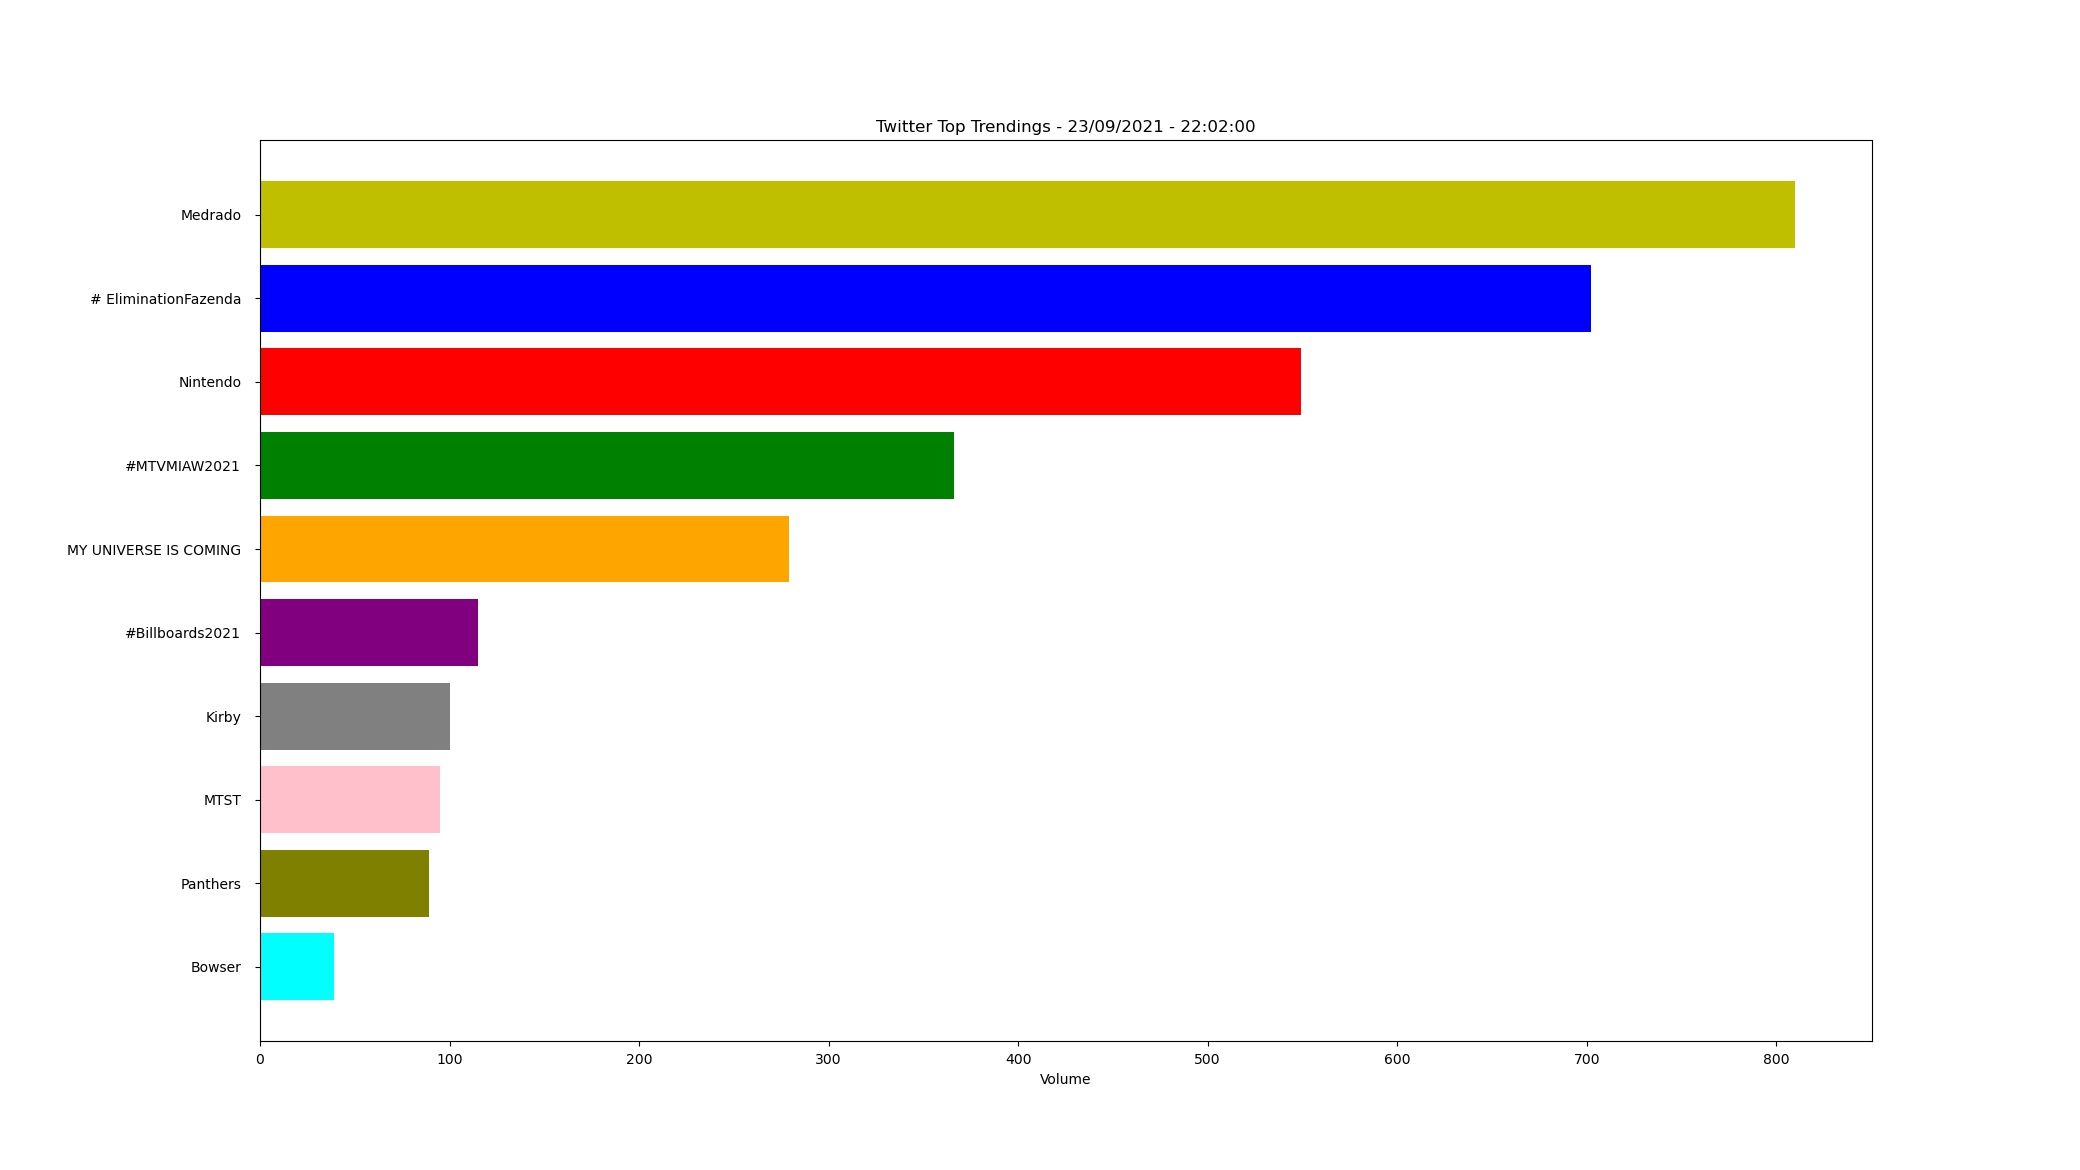 Twitter Top Trendings - 23/09/2021 - 22:02:00
Medrado
# EliminationFazenda
Nintendo
#MTVMIAW2021
MY UNIVERSE IS COMING
#Billboards2021
Kirby
MTST
Panthers
Bowser
0 100 200 300 400 500 600 700 800
Volume